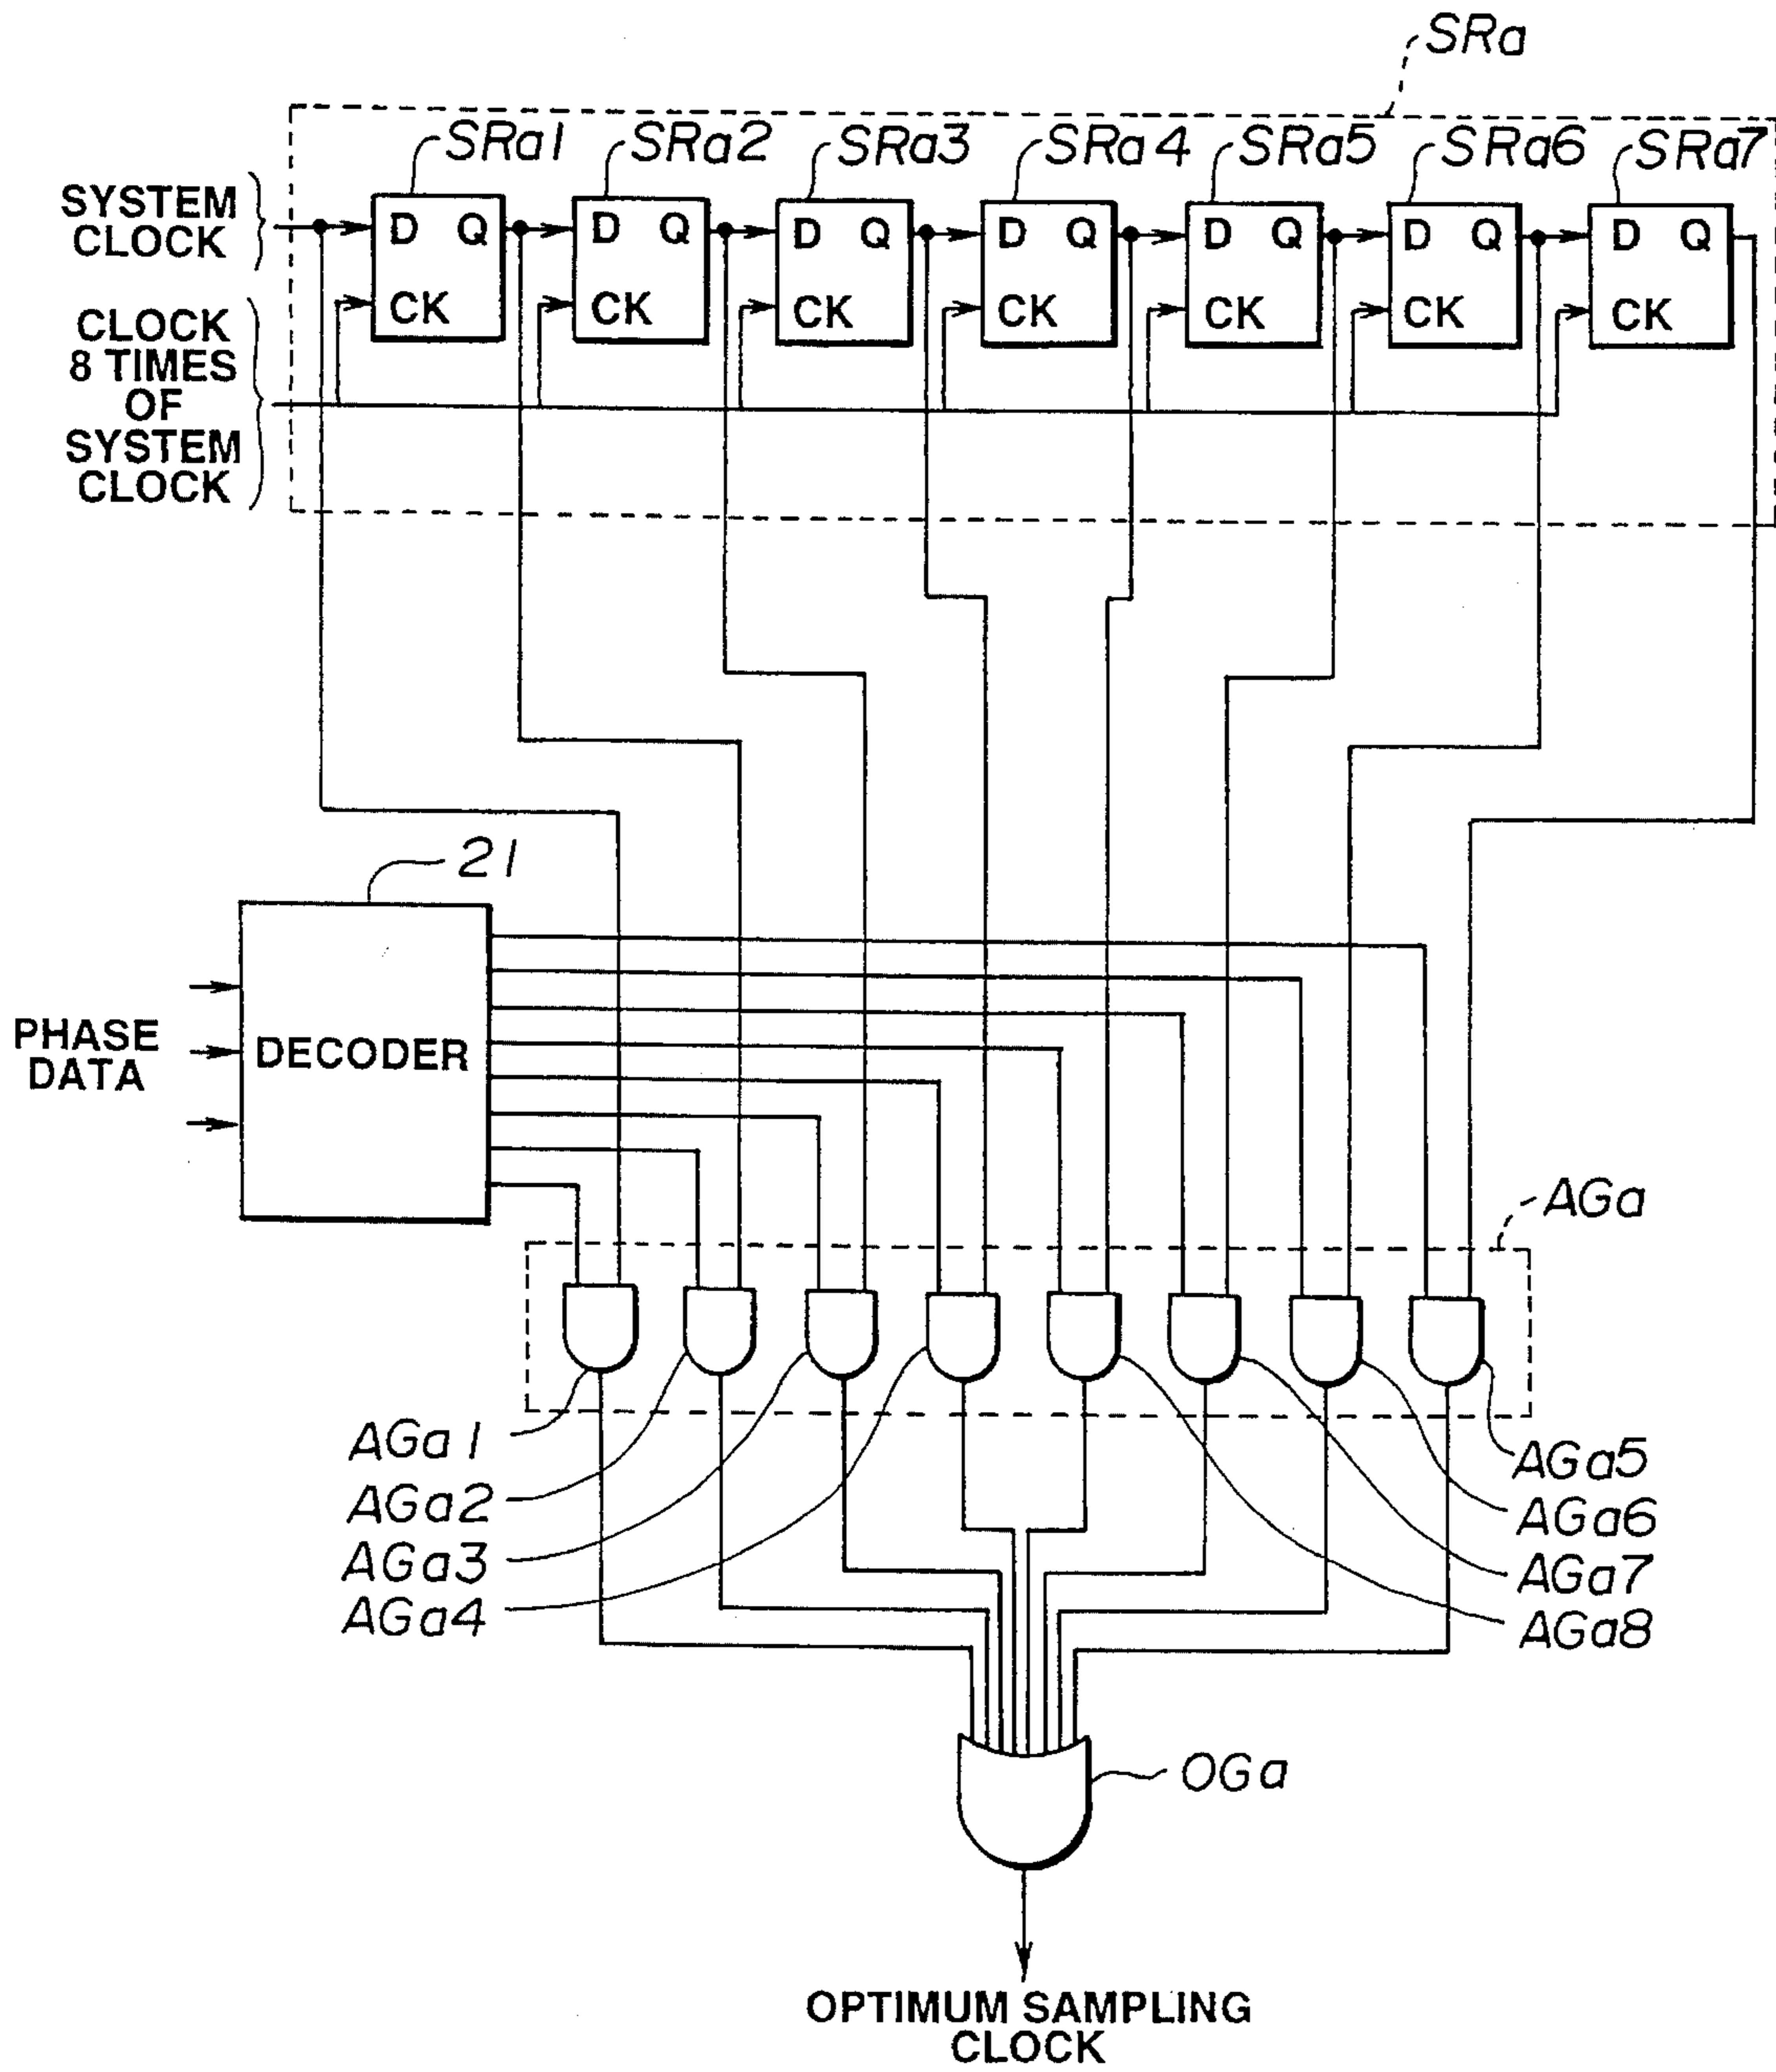 SRa
SRa1 SRa2 SRa3 SRa4 SRa5 SRa6 SRa7
SYSTEM
CLOCK
D Q D Q D Q D Q D Q D Q D Q
CK CK CK CK CK CK CK
CLOCK
8 TIMES
OF
SYSTEM
CLOCK
21
PHASE
DATA
DECODER
AGa
AGa1
AGa2
AGa3
AGa4
AGa5
AGa6
AGa7
AGa8
OGa
OPTIMUM SAMPLING
CLOCK